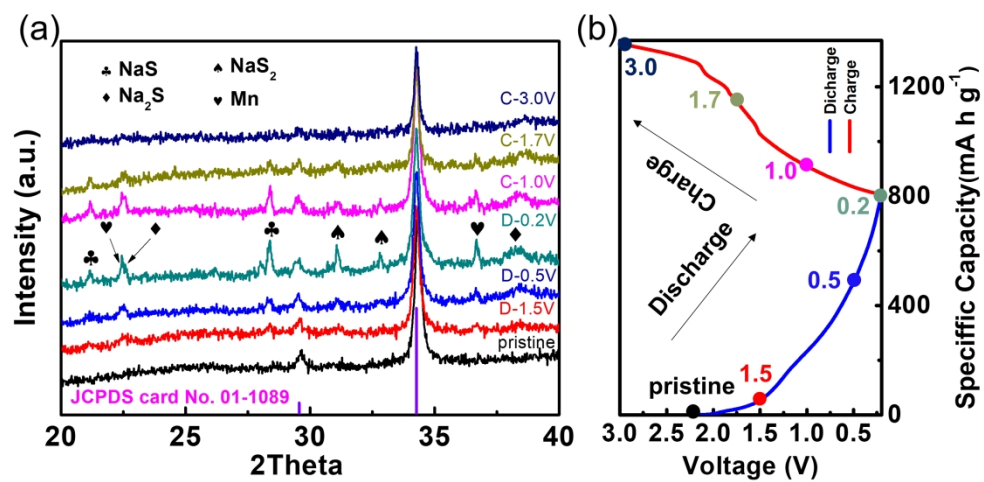 (a)
Intensity (a.u.)
♣ NaS
♠ NaS₂
♦ Na₂S
♥ Mn
C-3.0V
C-1.7V
C-1.0V
D-0.2V
D-0.5V
D-1.5V
pristine
JCPDS card No. 01-1089
20 25 30 35 40
2Theta
(b)
3.0
1.7
1.0
0.2
0.5
1.5
pristine
Dicharge
Charge
Charge
Discharge
1200
800
400
0
Speciffic Capacity(mA h g⁻¹)
3.0 2.5 2.0 1.5 1.0 0.5
Voltage (V)